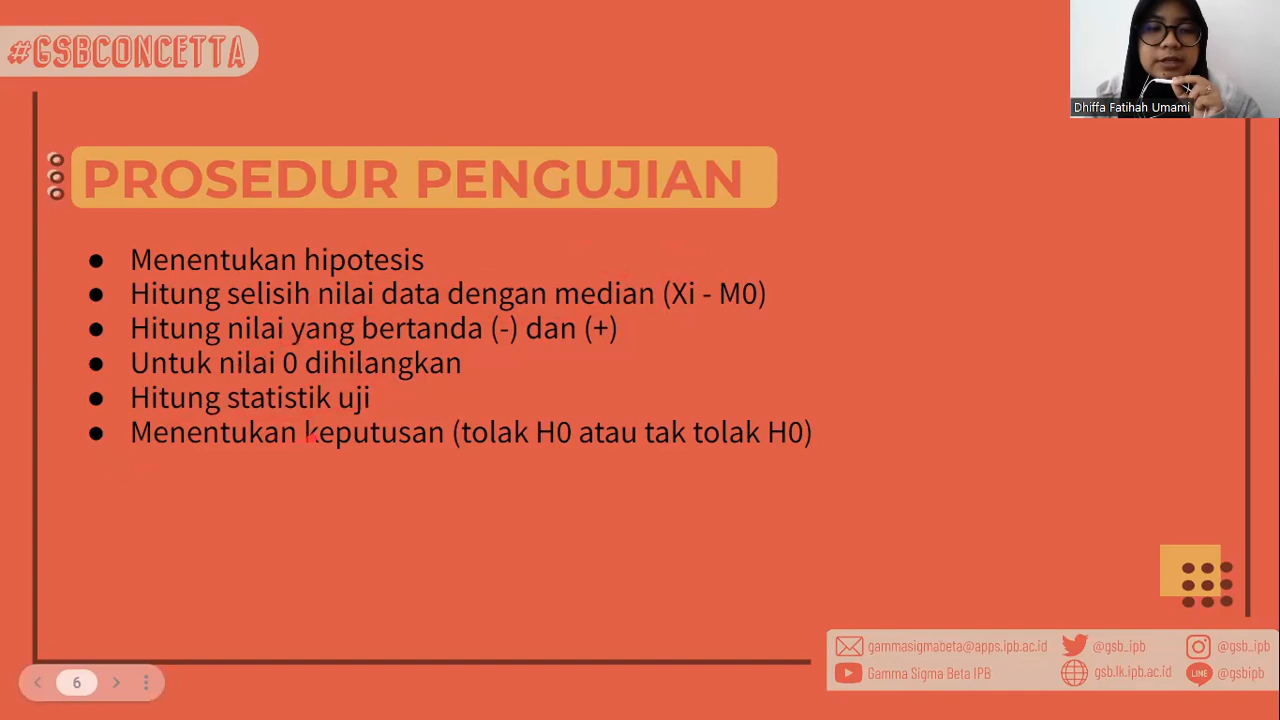 #GSBCONCETTA
Dhiffa Fatihah Umami
PROSEDUR PENGUJIAN
● Menentukan hipotesis
● Hitung selisih nilai data dengan median (Xi - M0)
● Hitung nilai yang bertanda (-) dan (+)
● Untuk nilai 0 dihilangkan
● Hitung statistik uji
● Menentukan keputusan (tolak H0 atau tak tolak H0)
gammasigmabeta@apps.ipb.ac.id @gsb_ipb @gsb_ipb
Gamma Sigma Beta IPB gsb.lk.ipb.ac.id LINE @gsbipb
6